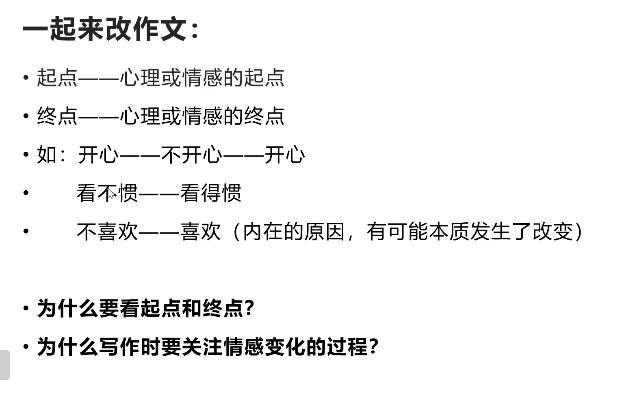 一起来改作文：
• 起点——心理或情感的起点
• 终点——心理或情感的终点
• 如：开心——不开心——开心
• 看不惯——看得惯
• 不喜欢——喜欢（内在的原因，有可能本质发生了改变）
• 为什么要看起点和终点？
• 为什么写作时要关注情感变化的过程？